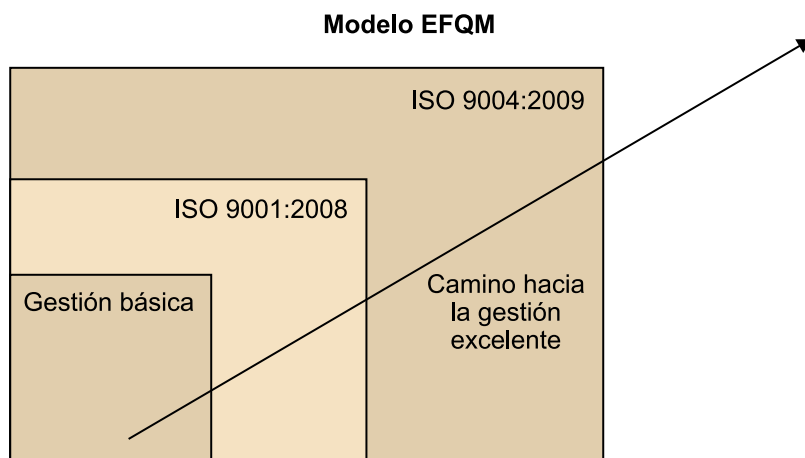 Modelo EFQM
ISO 9004:2009
ISO 9001:2008
Gestión básica
Camino hacia
la gestión
excelente